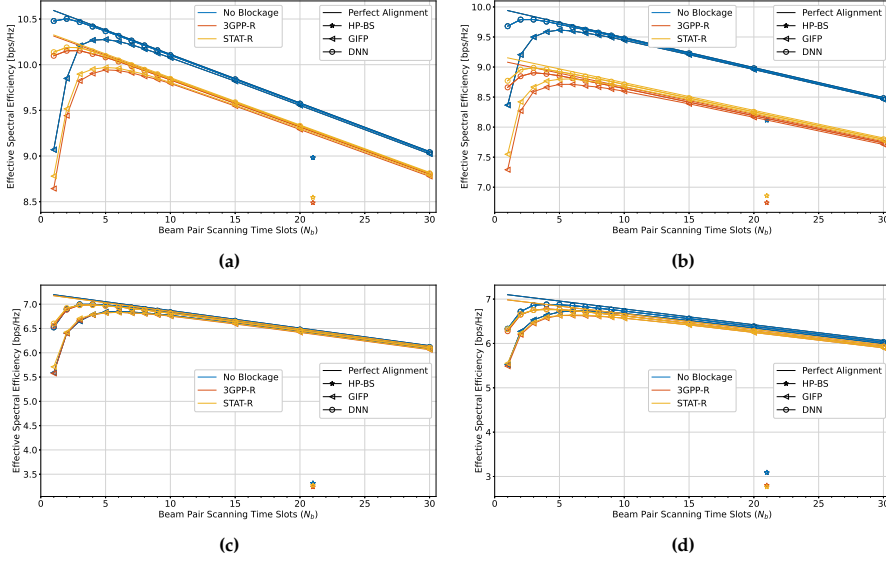 Effective Spectral Efficiency [bps/Hz]
10.5
10.0
9.5
9.0
8.5
No Blockage
3GPP-R
STAT-R
Perfect Alignment
HP-BS
GIFP
DNN
0 5 10 15 20 25 30
Beam Pair Scanning Time Slots (N_b)
(a)
Effective Spectral Efficiency [bps/Hz]
10.0
9.5
9.0
8.5
8.0
7.5
7.0
No Blockage
3GPP-R
STAT-R
Perfect Alignment
HP-BS
GIFP
DNN
0 5 10 15 20 25 30
Beam Pair Scanning Time Slots (N_b)
(b)
Effective Spectral Efficiency [bps/Hz]
7.0
6.5
6.0
5.5
5.0
4.5
4.0
3.5
No Blockage
3GPP-R
STAT-R
Perfect Alignment
HP-BS
GIFP
DNN
0 5 10 15 20 25 30
Beam Pair Scanning Time Slots (N_b)
(c)
Effective Spectral Efficiency [bps/Hz]
7
6
5
4
3
No Blockage
3GPP-R
STAT-R
Perfect Alignment
HP-BS
GIFP
DNN
0 5 10 15 20 25 30
Beam Pair Scanning Time Slots (N_b)
(d)